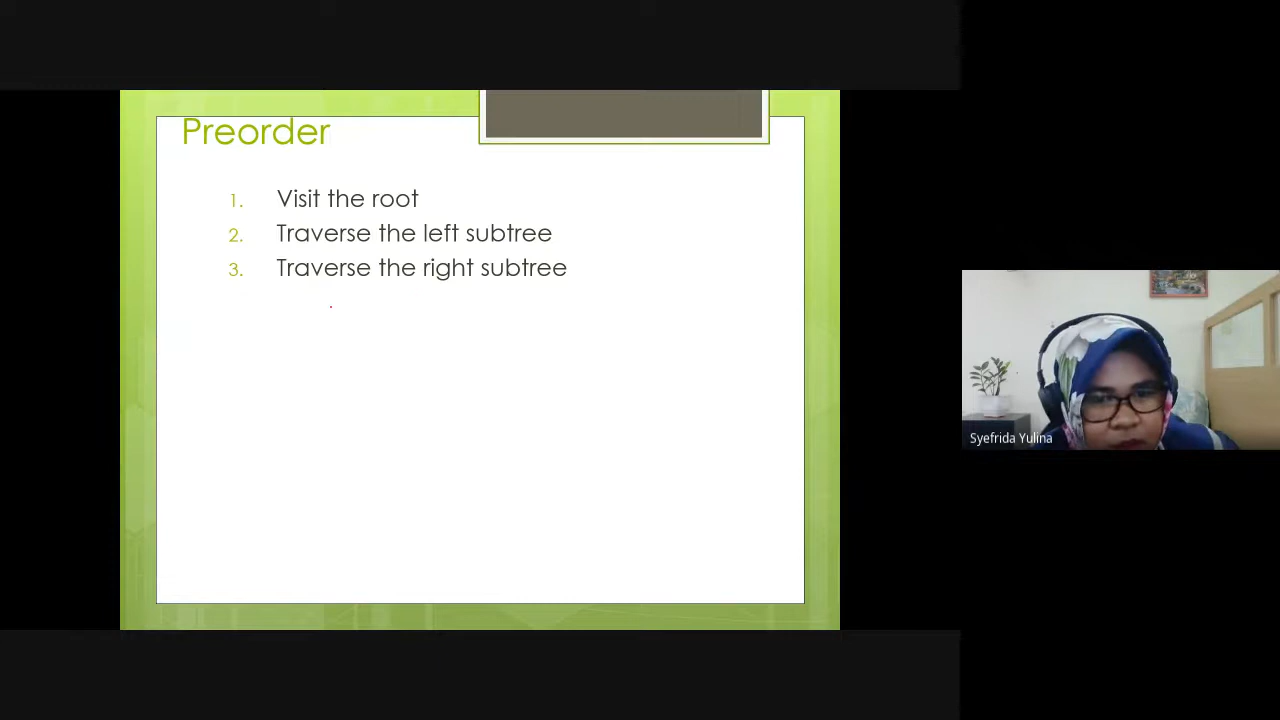 Preorder
1. Visit the root
2. Traverse the left subtree
3. Traverse the right subtree
Syefrida Yulina